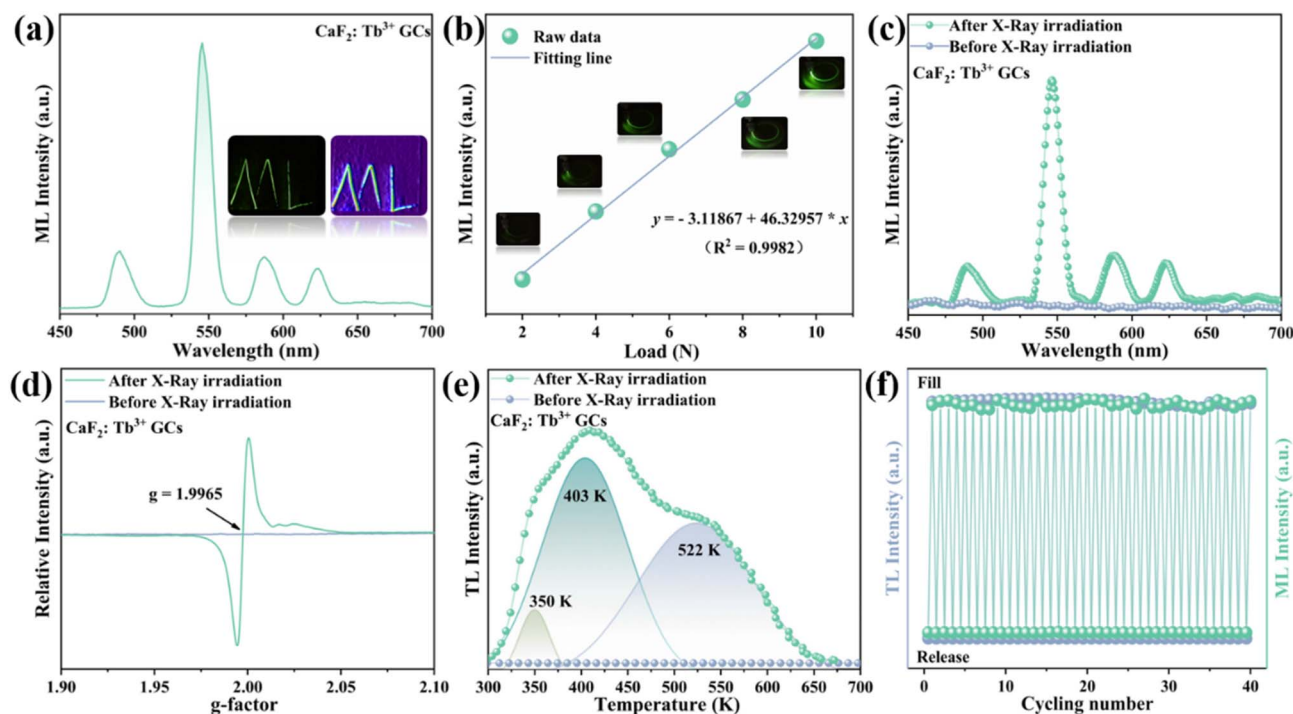 (a)
CaF₂: Tb³⁺ GCs
ML Intensity (a.u.)
450 500 550 600 650 700
Wavelength (nm)
(b)
Raw data
Fitting line
y = - 3.11867 + 46.32957 * x
(R² = 0.9982)
ML Intensity (a.u.)
2 4 6 8 10
Load (N)
(c)
After X-Ray irradiation
Before X-Ray irradiation
CaF₂: Tb³⁺ GCs
ML Intensity (a.u.)
450 500 550 600 650 700
Wavelength (nm)
(d)
After X-Ray irradiation
Before X-Ray irradiation
CaF₂: Tb³⁺ GCs
g = 1.9965
Relative Intensity (a.u.)
1.90 1.95 2.00 2.05 2.10
g-factor
(e)
After X-Ray irradiation
Before X-Ray irradiation
CaF₂: Tb³⁺ GCs
403 K
522 K
350 K
TL Intensity (a.u.)
300 350 400 450 500 550 600 650 700
Temperature (K)
(f)
Fill
Release
TL Intensity (a.u.)
ML Intensity (a.u.)
0 10 20 30 40
Cycling number